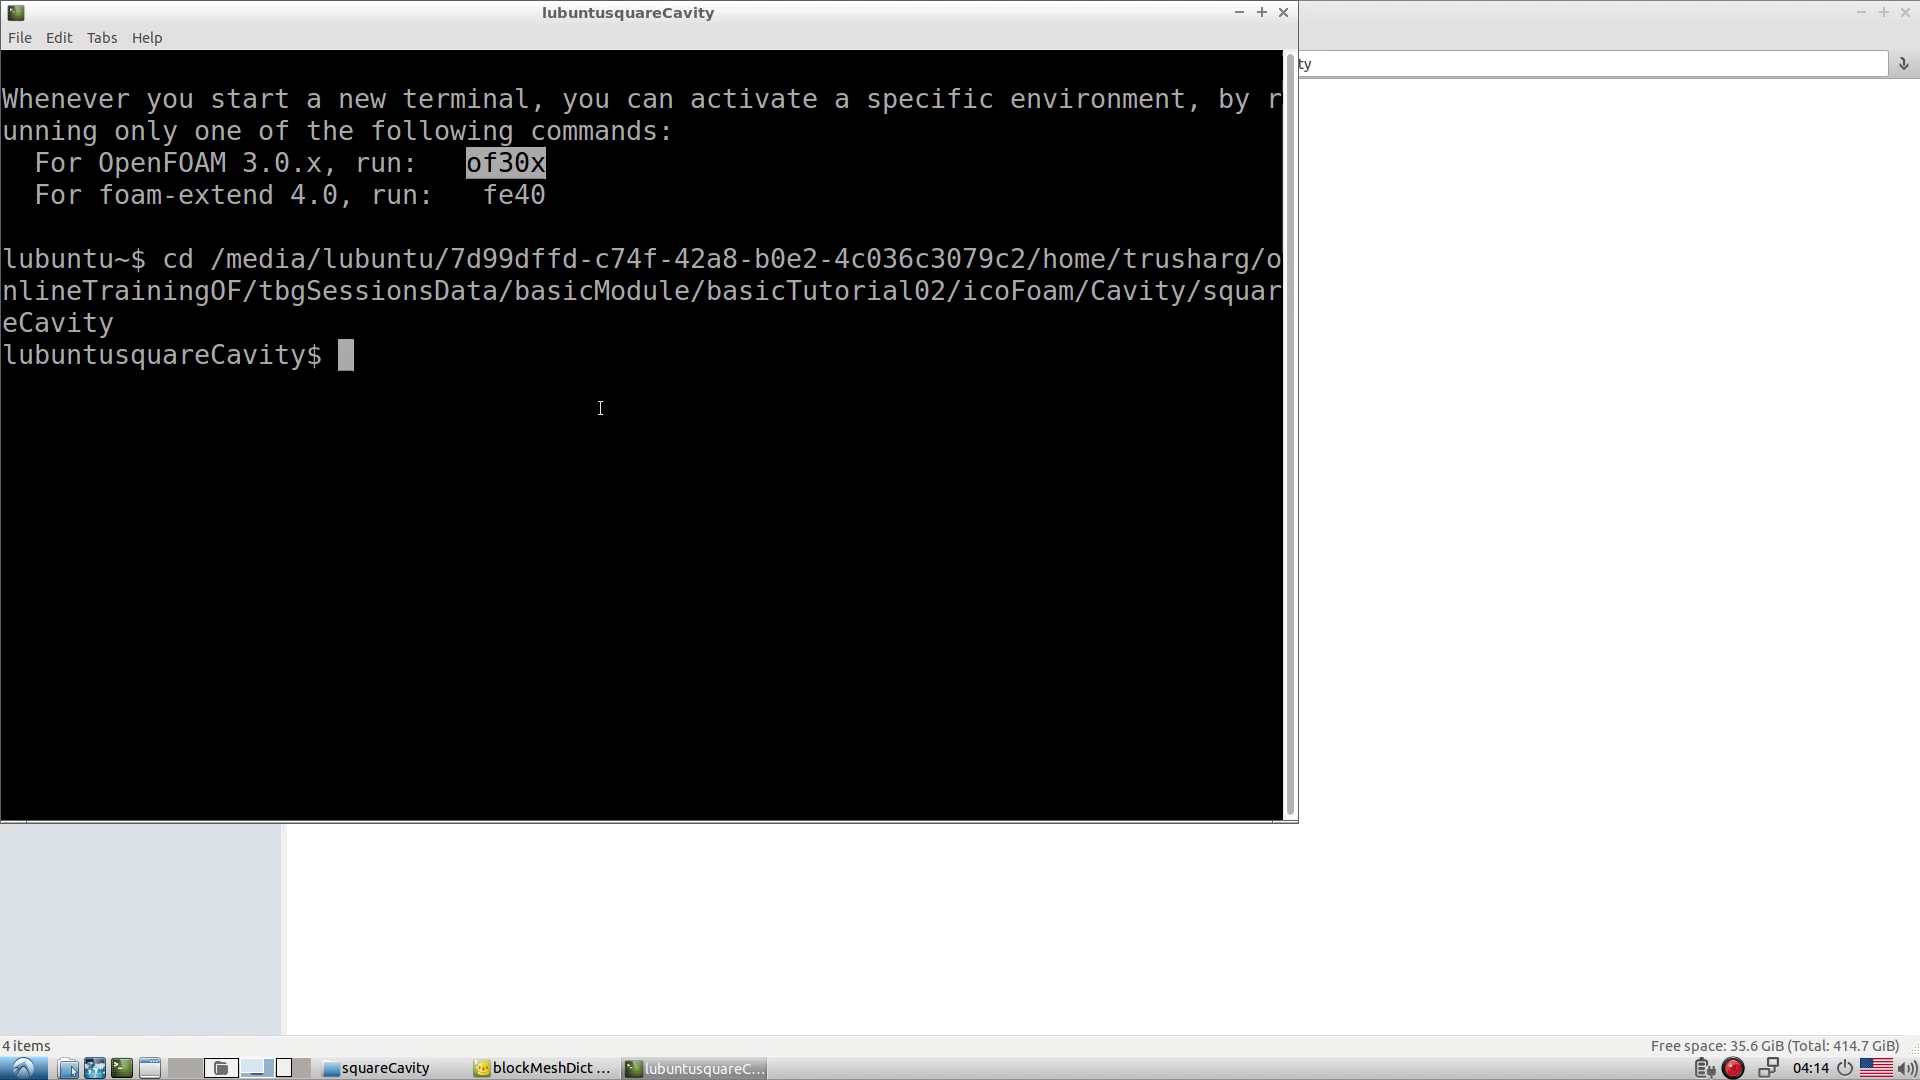 lubuntusquareCavity
File Edit Tabs Help
ty
Whenever you start a new terminal, you can activate a specific environment, by r
unning only one of the following commands:
For OpenFOAM 3.0.x, run: of30x
For foam-extend 4.0, run: fe40
lubuntu~$ cd /media/lubuntu/7d99dffd-c74f-42a8-b0e2-4c036c3079c2/home/trusharg/o
nlineTrainingOF/tbgSessionsData/basicModule/basicTutorial02/icoFoam/Cavity/squar
eCavity
lubuntusquareCavity$
4 items Free space: 35.6 GiB (Total: 414.7 GiB)
squareCavity blockMeshDict ... lubuntusquareC... 04:14